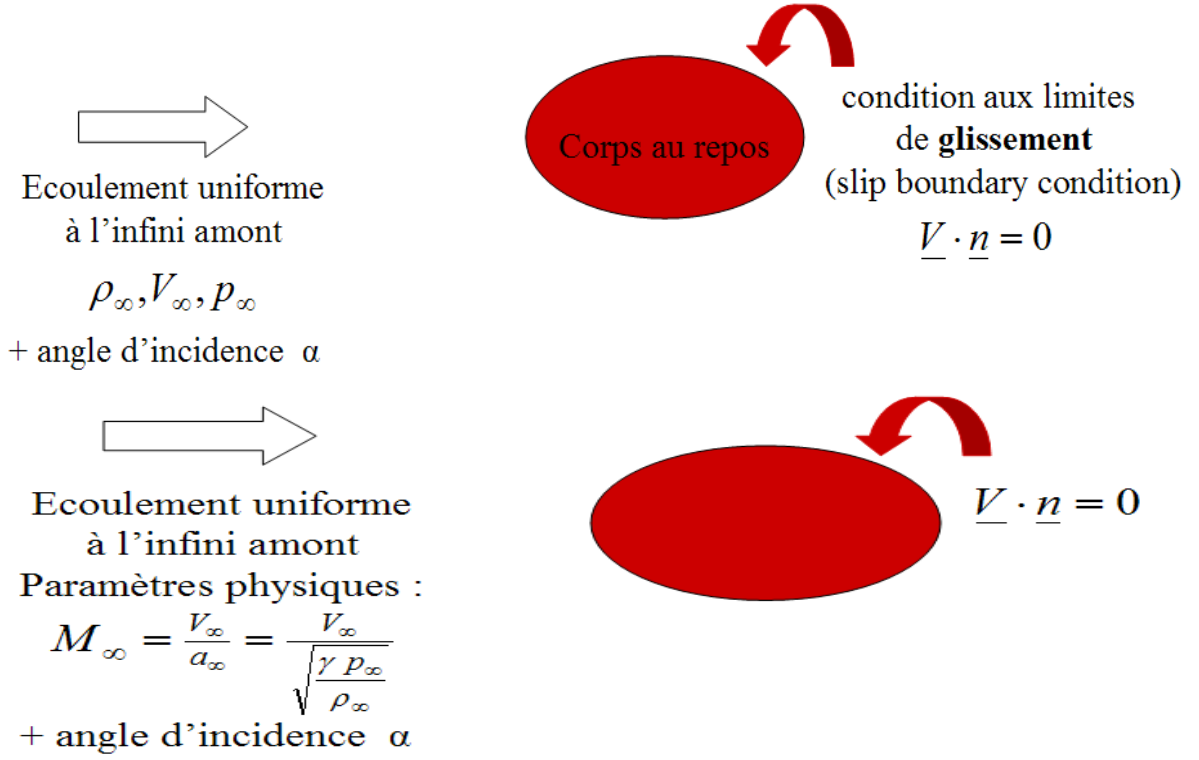 Ecoulement uniforme
à l’infini amont
ρ∞,V∞,p∞
+ angle d’incidence α
Corps au repos
condition aux limites
de glissement
(slip boundary condition)
V · n = 0
Ecoulement uniforme
à l’infini amont
Paramètres physiques :
M∞ = V∞/a∞ = V∞/√(γ p∞/ρ∞)
+ angle d’incidence α
V · n = 0